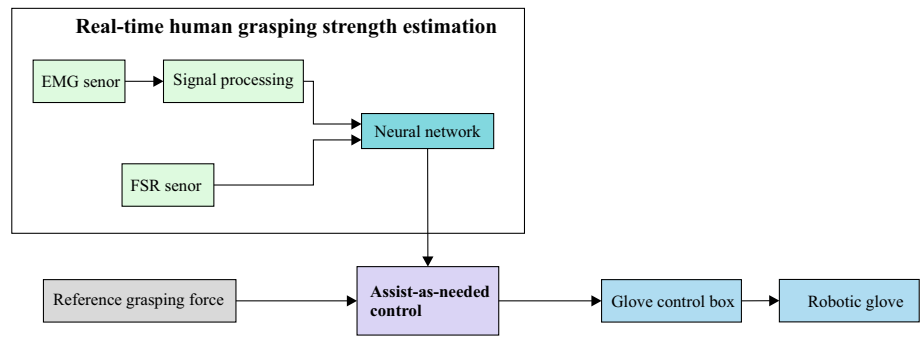 Real-time human grasping strength estimation
EMG senor
Signal processing
Neural network
FSR senor
Reference grasping force
Assist-as-needed
control
Glove control box
Robotic glove